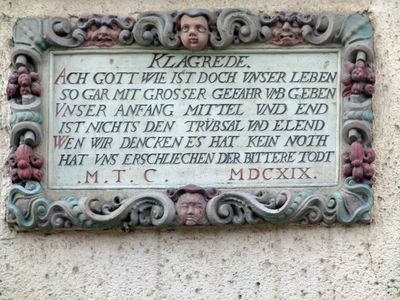 KLAGREDE.
ACH GOTT WIE IST DOCH VNSER LEBEN
SO GAR MIT GROSSER GEFAHR VMB GEBEN
VNSER ANFANG MITTEL VND END
IST NICHTS DEN TRŸBSAL VND ELEND
WEN WIR DENCKEN ES HAT KEIN NOTH
HAT VNS ERSCHLIECHEN DER BITTERE TODT
.M.T.C. MDCXIX.